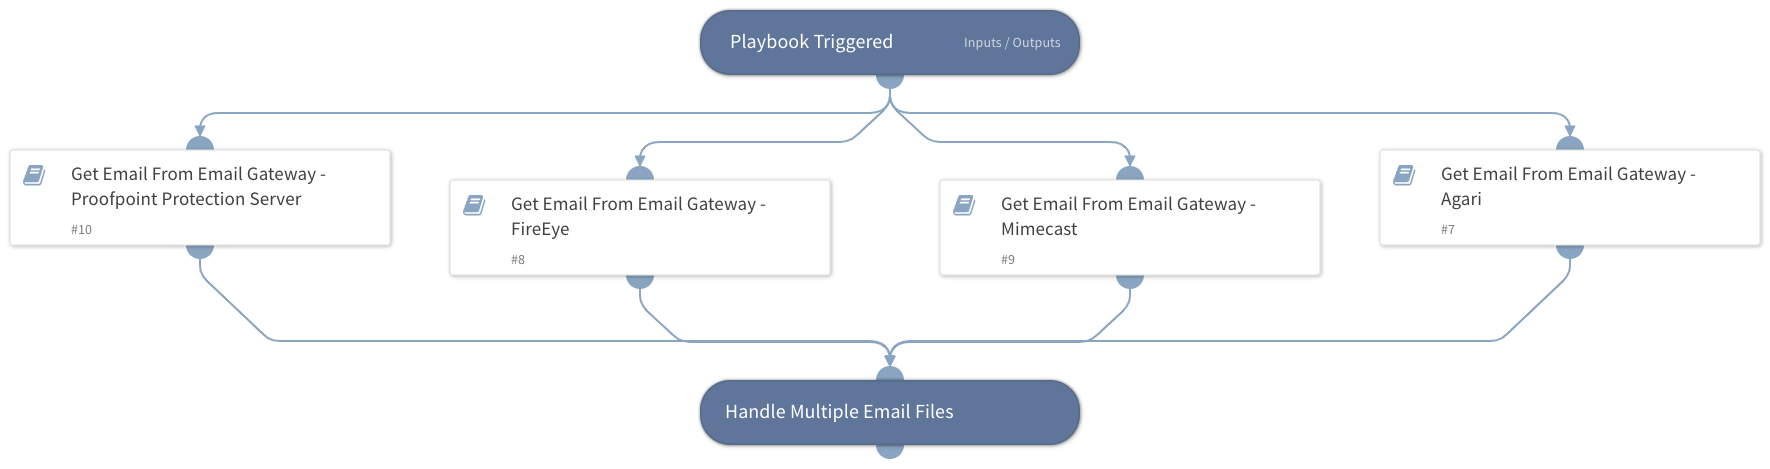 Playbook Triggered
Inputs / Outputs
Get Email From Email Gateway -
Proofpoint Protection Server
#10
Get Email From Email Gateway -
FireEye
#8
Get Email From Email Gateway -
Mimecast
#9
Get Email From Email Gateway -
Agari
#7
Handle Multiple Email Files